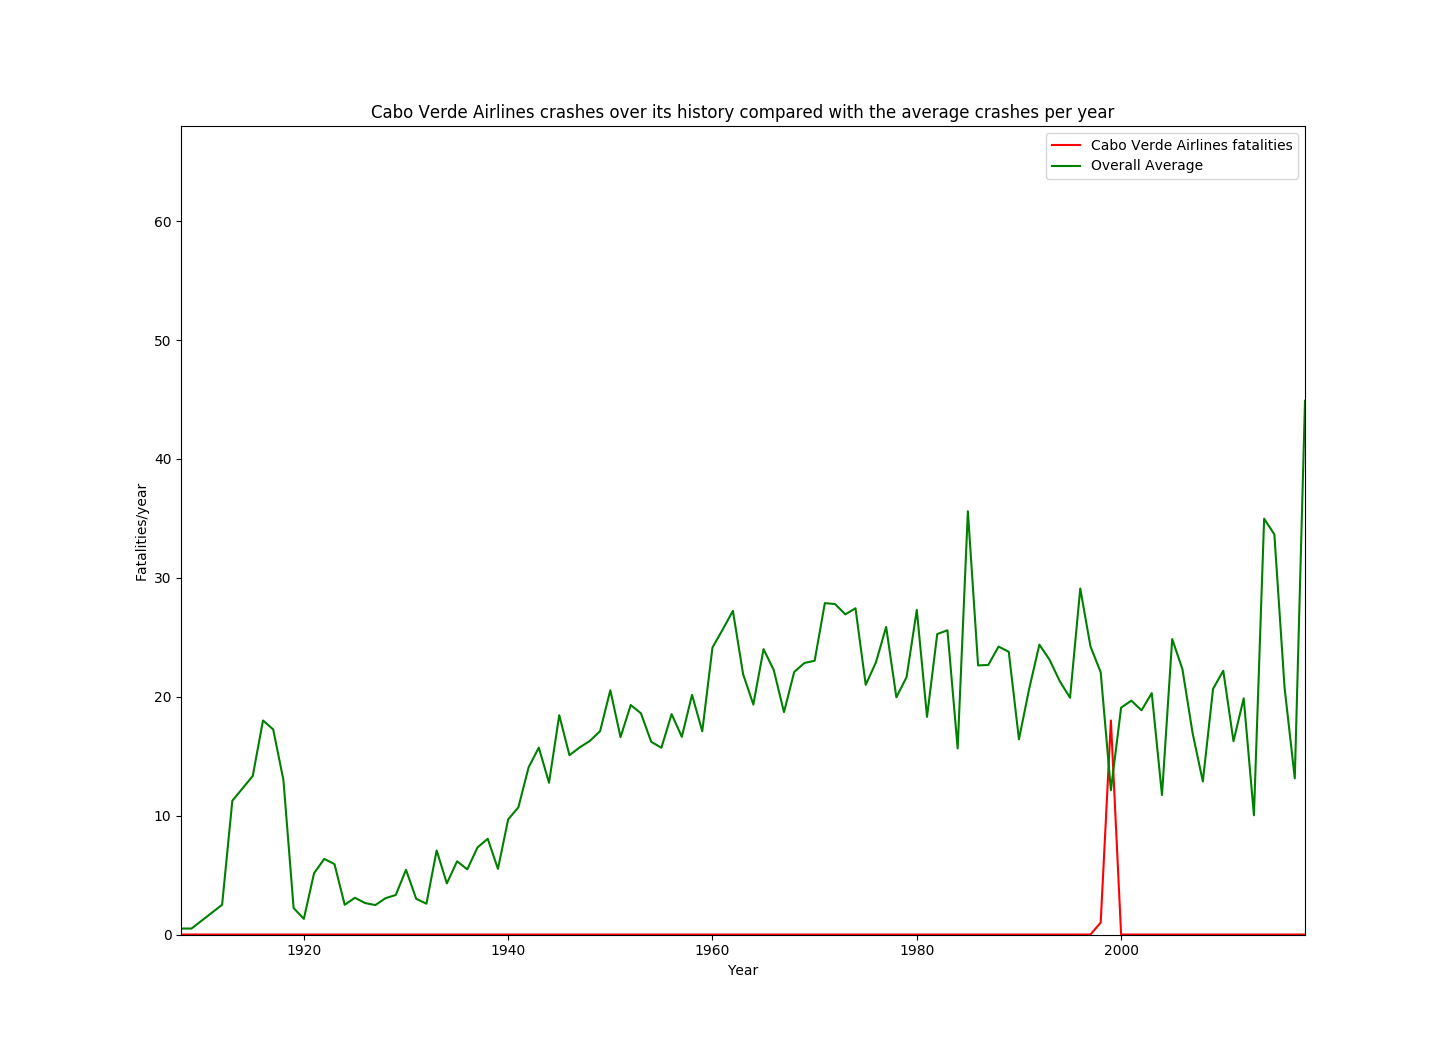 Cabo Verde Airlines crashes over its history compared with the average crashes per year
Cabo Verde Airlines fatalities
Overall Average
60
50
40
30
20
10
0
Fatalities/year
1920 1940 1960 1980 2000
Year